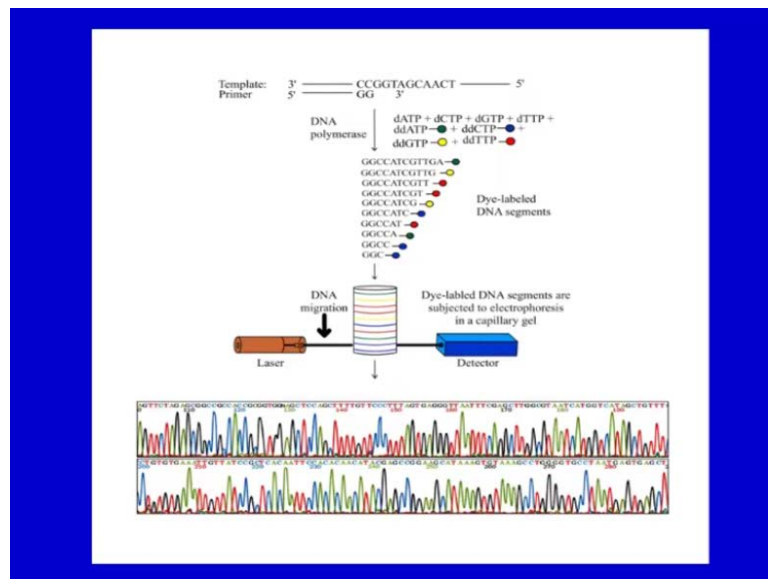 Template: 3' CCGGTAGCAACT 5'
Primer 5' GG 3'
DNA
polymerase
dATP + dCTP + dGTP + dTTP +
ddATP + ddCTP +
ddGTP + ddTTP
GGCCATCGTTGA
GGCCATCGTTG
GGCCATCGTT
GGCCATCGT
GGCCATCG
GGCCATC
GGCCAT
GGCCA
GGCC
GGC
Dye-labeled
DNA segments
DNA
migration
Dye-labled DNA segments are
subjected to electrophoresis
in a capillary gel
Laser
Detector